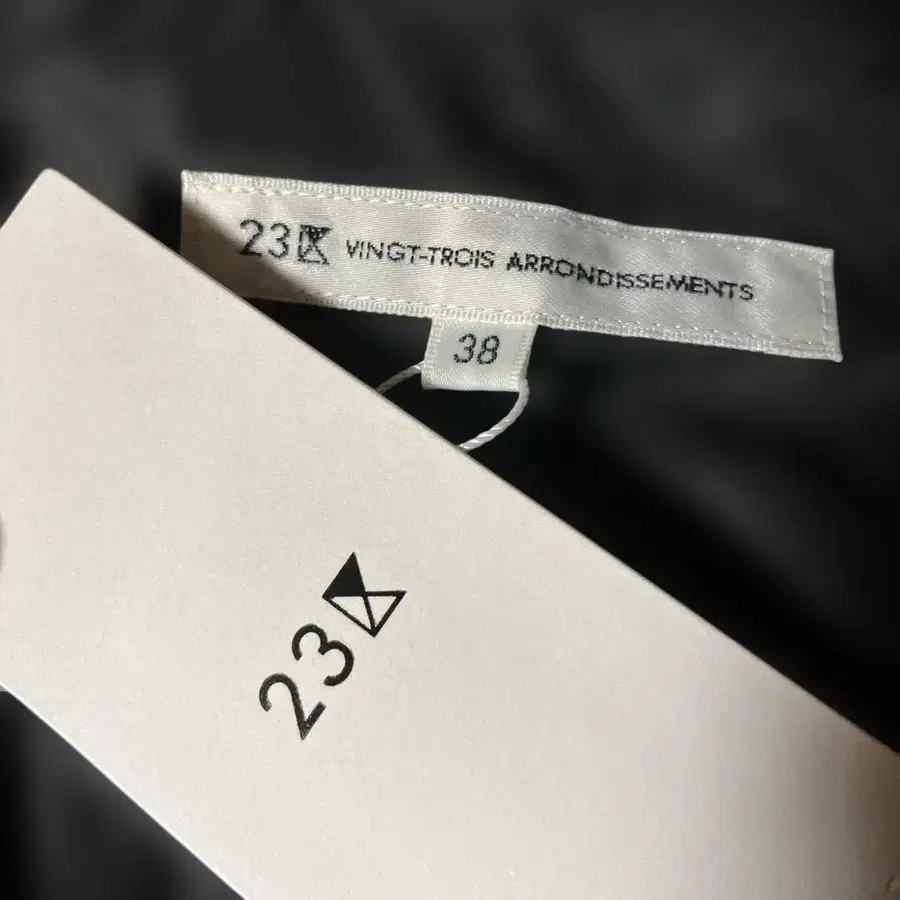 23区 VINGT-TROIS ARRONDISSEMENTS
38
23区